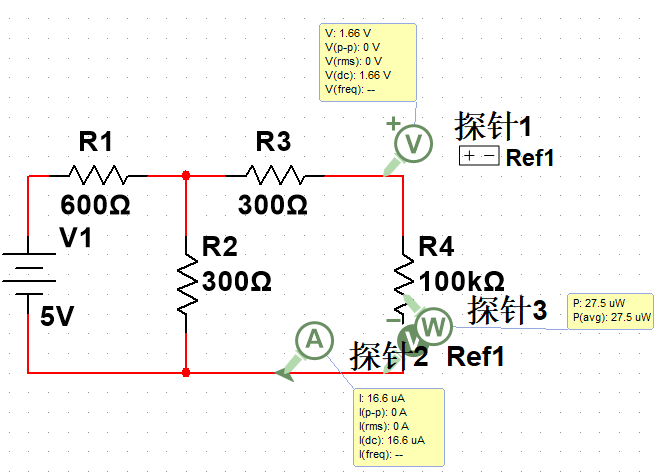 V: 1.66 V
V(p-p): 0 V
V(rms): 0 V
V(dc): 1.66 V
V(freq): --
+
V
探针1
+ −
Ref1
R1
R3
600Ω
300Ω
V1
R2
R4
300Ω
100kΩ
5V
探针3
P: 27.5 uW
P(avg): 27.5 uW
−
W
A
V
探针2
Ref1
I: 16.6 uA
I(p-p): 0 A
I(rms): 0 A
I(dc): 16.6 uA
I(freq): --